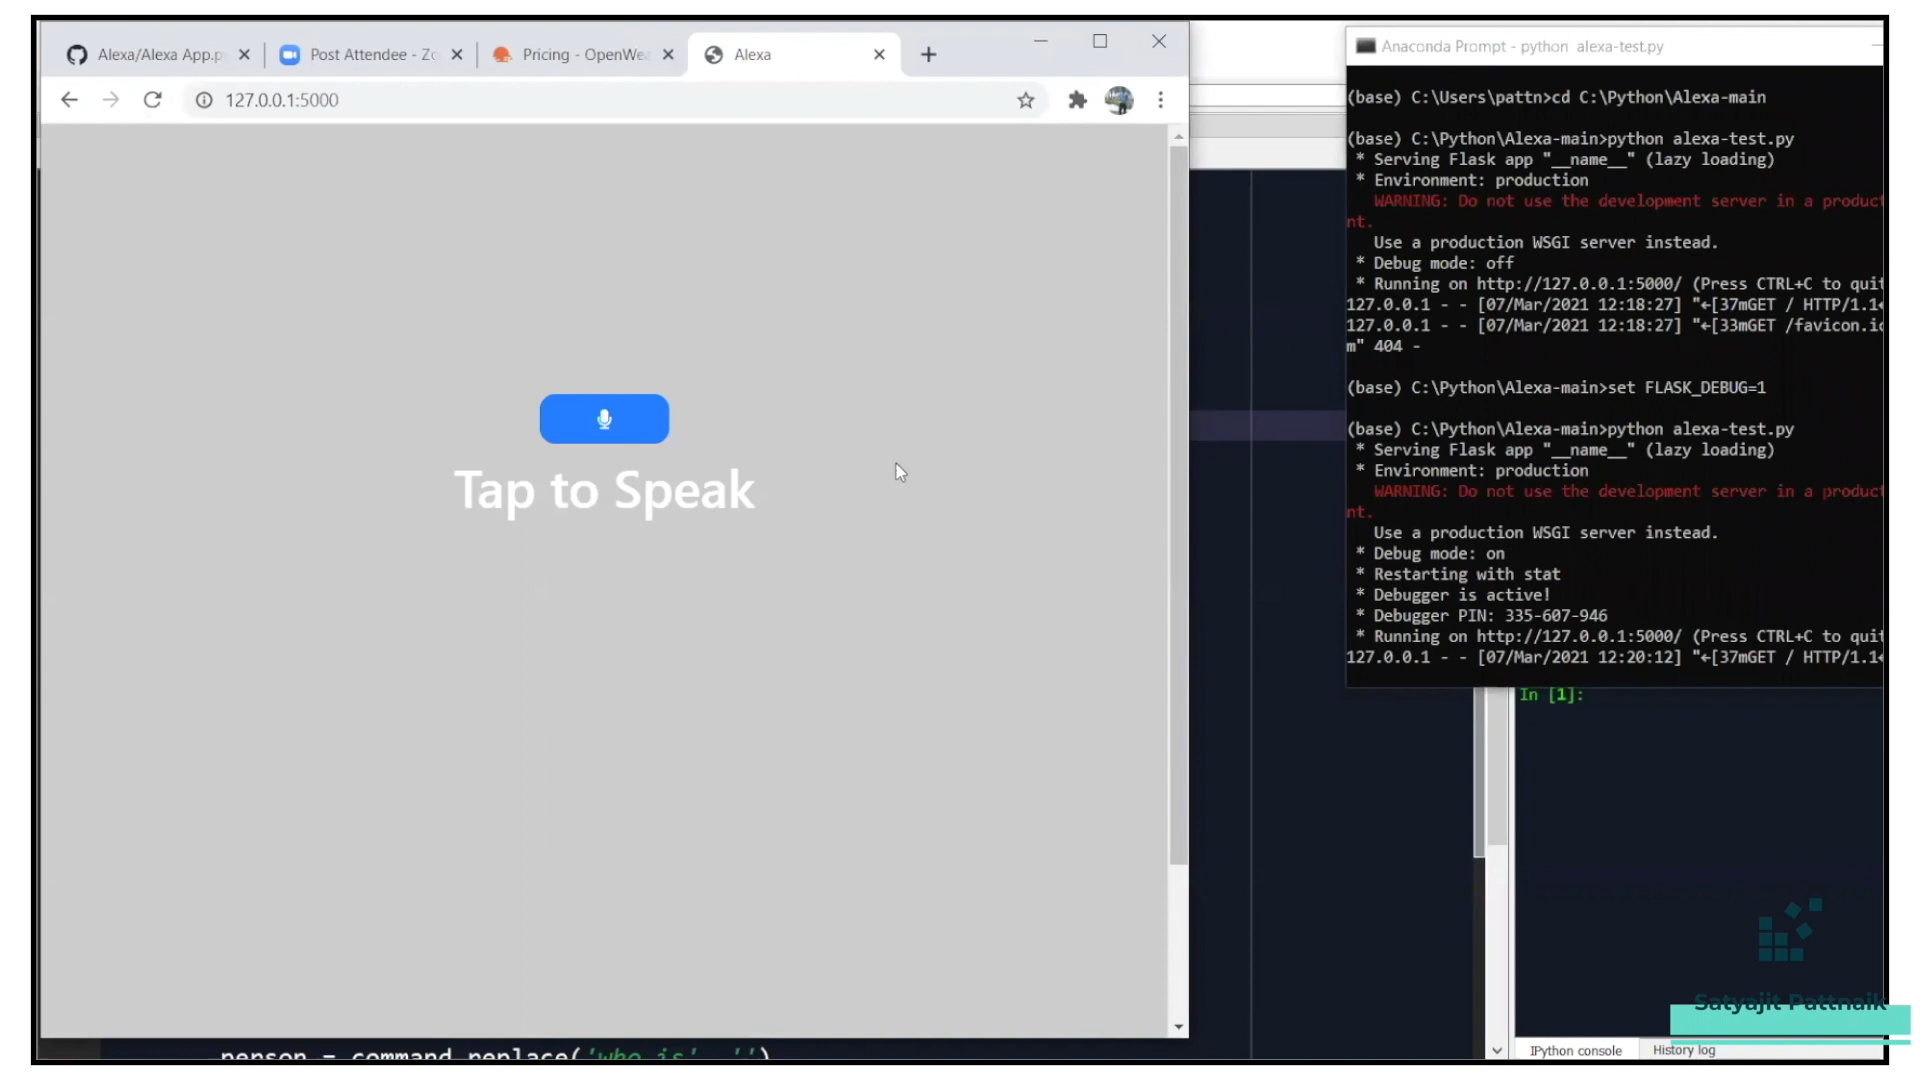 Alexa/Alexa App.p
Post Attendee - Zo
Pricing - OpenWea
Alexa
127.0.0.1:5000
Tap to Speak
Anaconda Prompt - python  alexa-test.py
(base) C:\Users\pattn>cd C:\Python\Alexa-main
(base) C:\Python\Alexa-main>python alexa-test.py
* Serving Flask app "__name__" (lazy loading)
* Environment: production
WARNING: Do not use the development server in a product
nt.
Use a production WSGI server instead.
* Debug mode: off
* Running on http://127.0.0.1:5000/ (Press CTRL+C to quit
127.0.0.1 - - [07/Mar/2021 12:18:27] "←[37mGET / HTTP/1.1←
127.0.0.1 - - [07/Mar/2021 12:18:27] "←[33mGET /favicon.ic
m" 404 -
(base) C:\Python\Alexa-main>set FLASK_DEBUG=1
(base) C:\Python\Alexa-main>python alexa-test.py
* Serving Flask app "__name__" (lazy loading)
* Environment: production
WARNING: Do not use the development server in a product
nt.
Use a production WSGI server instead.
* Debug mode: on
* Restarting with stat
* Debugger is active!
* Debugger PIN: 335-607-946
* Running on http://127.0.0.1:5000/ (Press CTRL+C to quit
127.0.0.1 - - [07/Mar/2021 12:20:12] "←[37mGET / HTTP/1.1←
In [1]:
Satyajit Pattnaik
person = command.replace('who is', '')
IPython console
History log